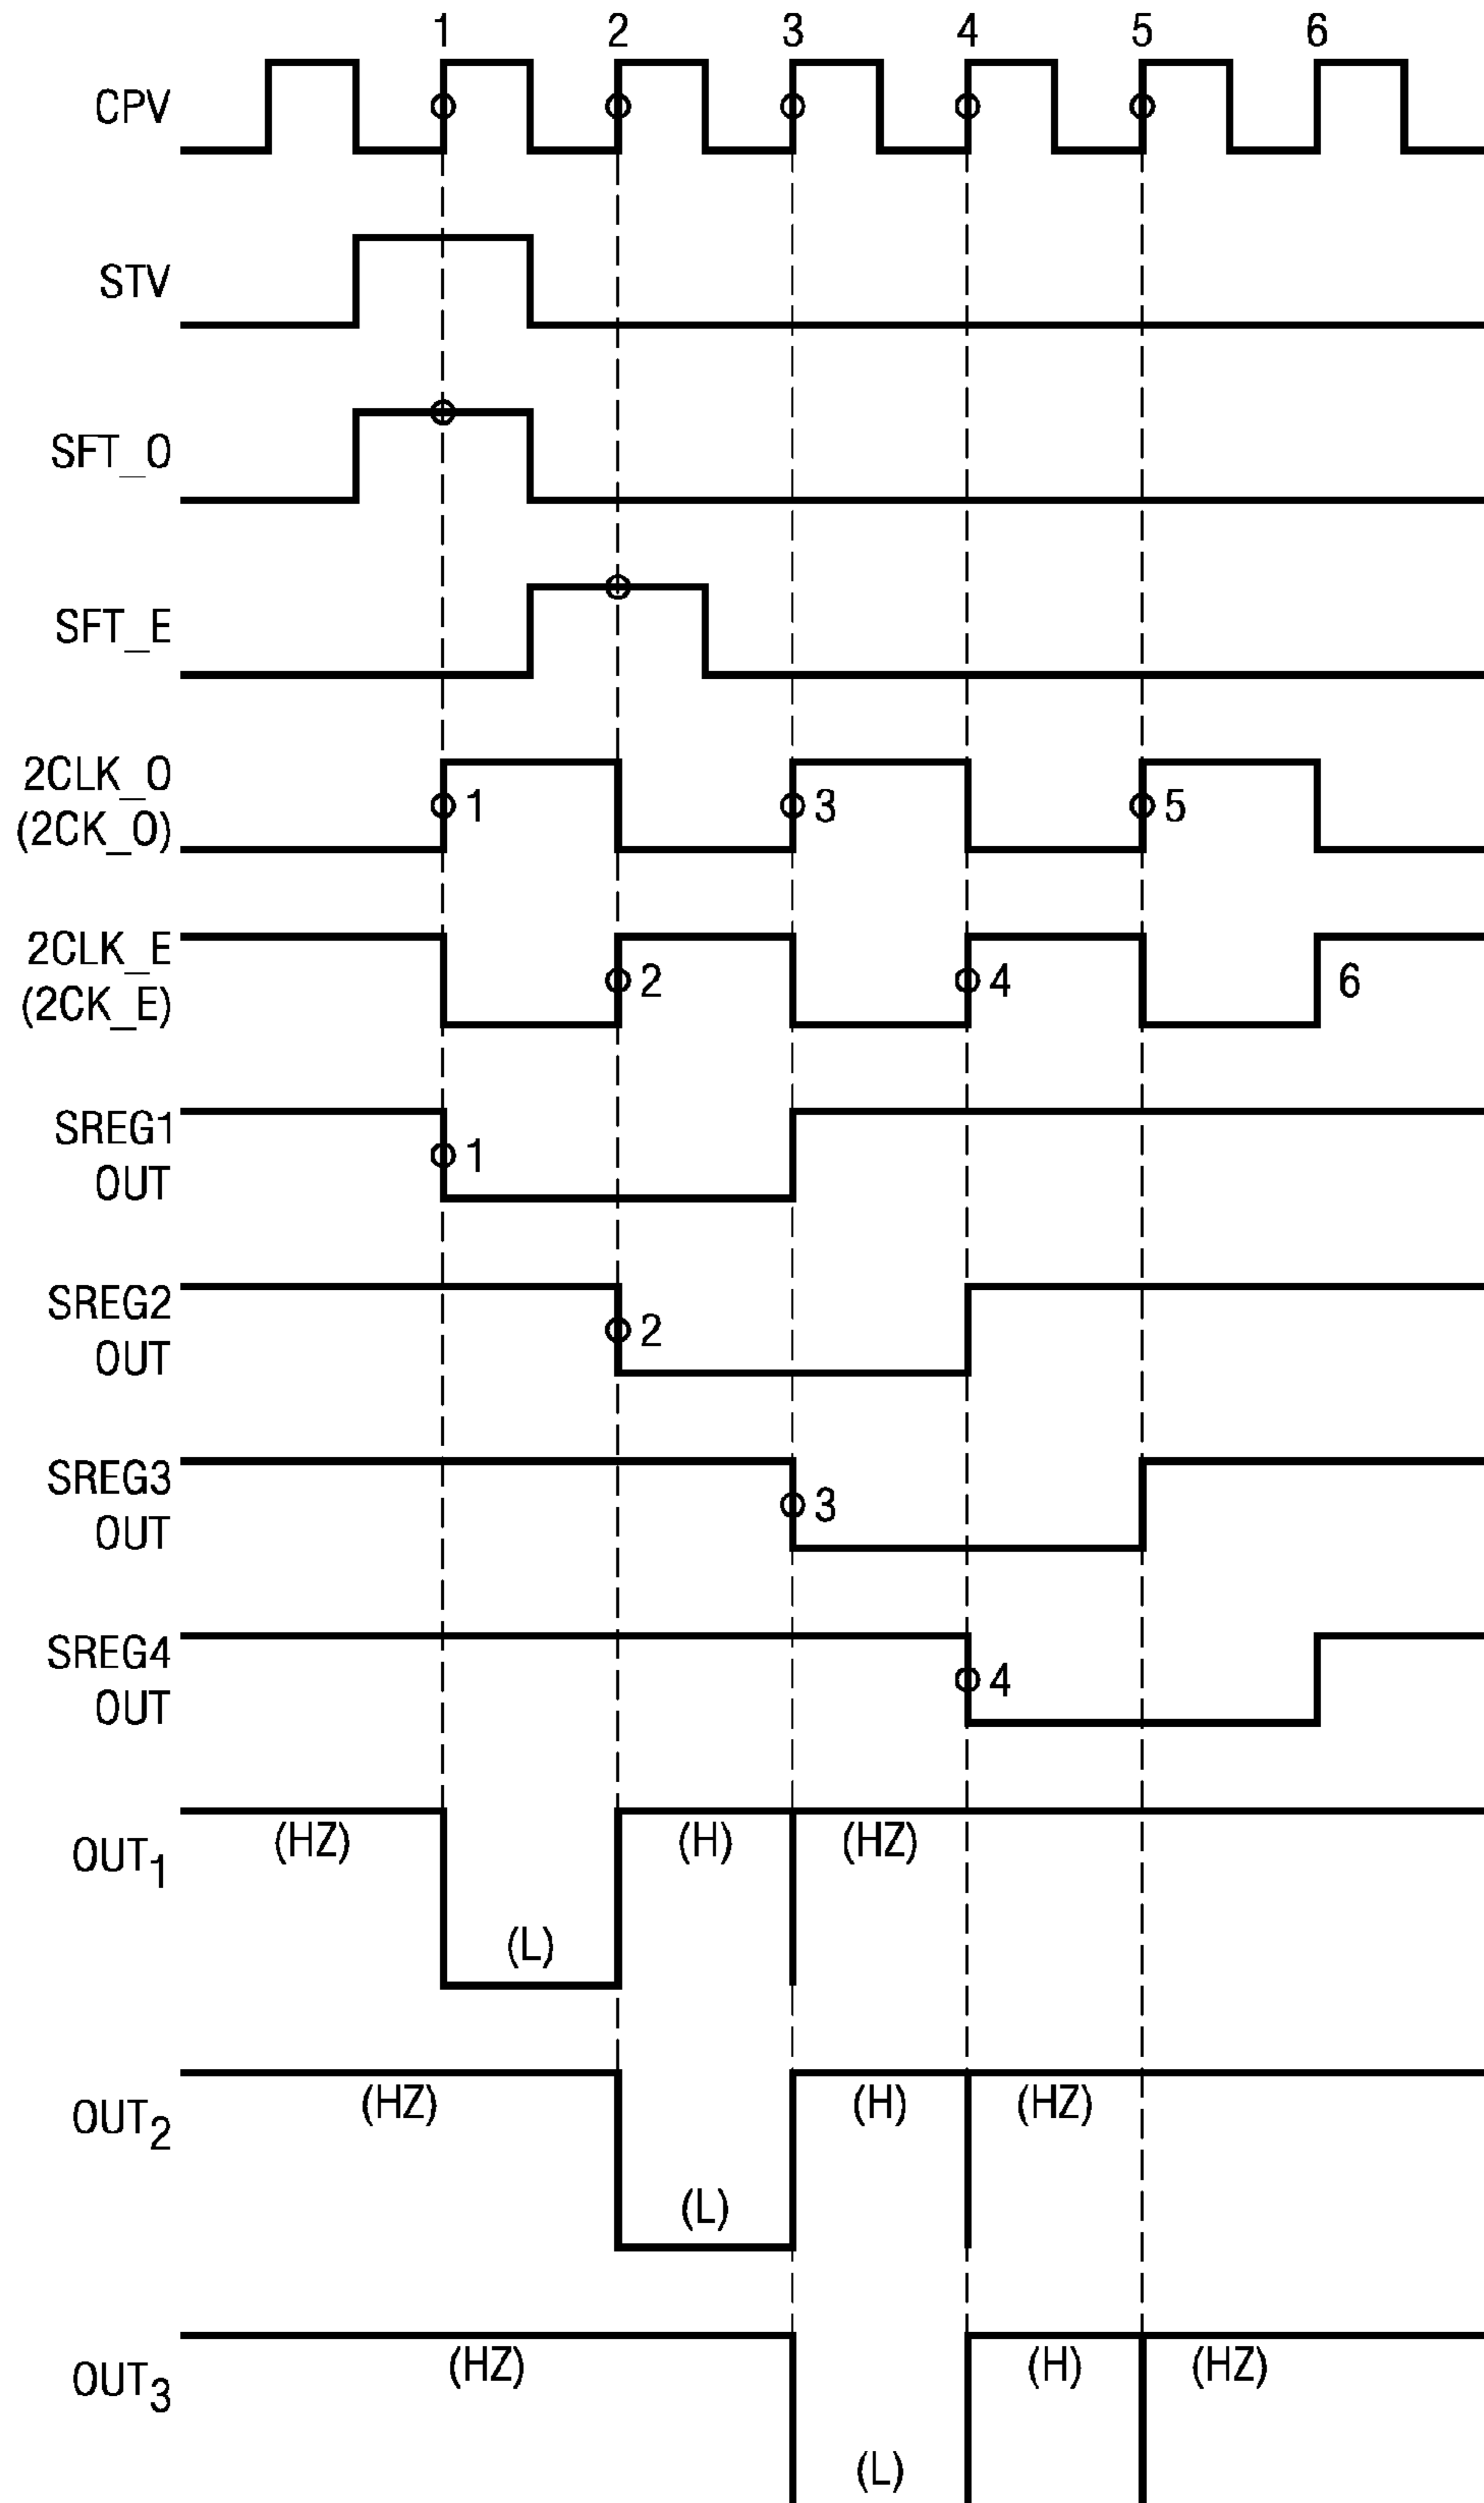 1 2 3 4 5 6
CPV
STV
SFT_O
SFT_E
2CLK_O
(2CK_O)
1 3 5
2CLK_E
(2CK_E)
2 4 6
SREG1
OUT
1
SREG2
OUT
2
SREG3
OUT
3
SREG4
OUT
4
OUT1
(HZ) (H) (HZ)
(L)
OUT2
(HZ) (H) (HZ)
(L)
OUT3
(HZ) (H) (HZ)
(L)